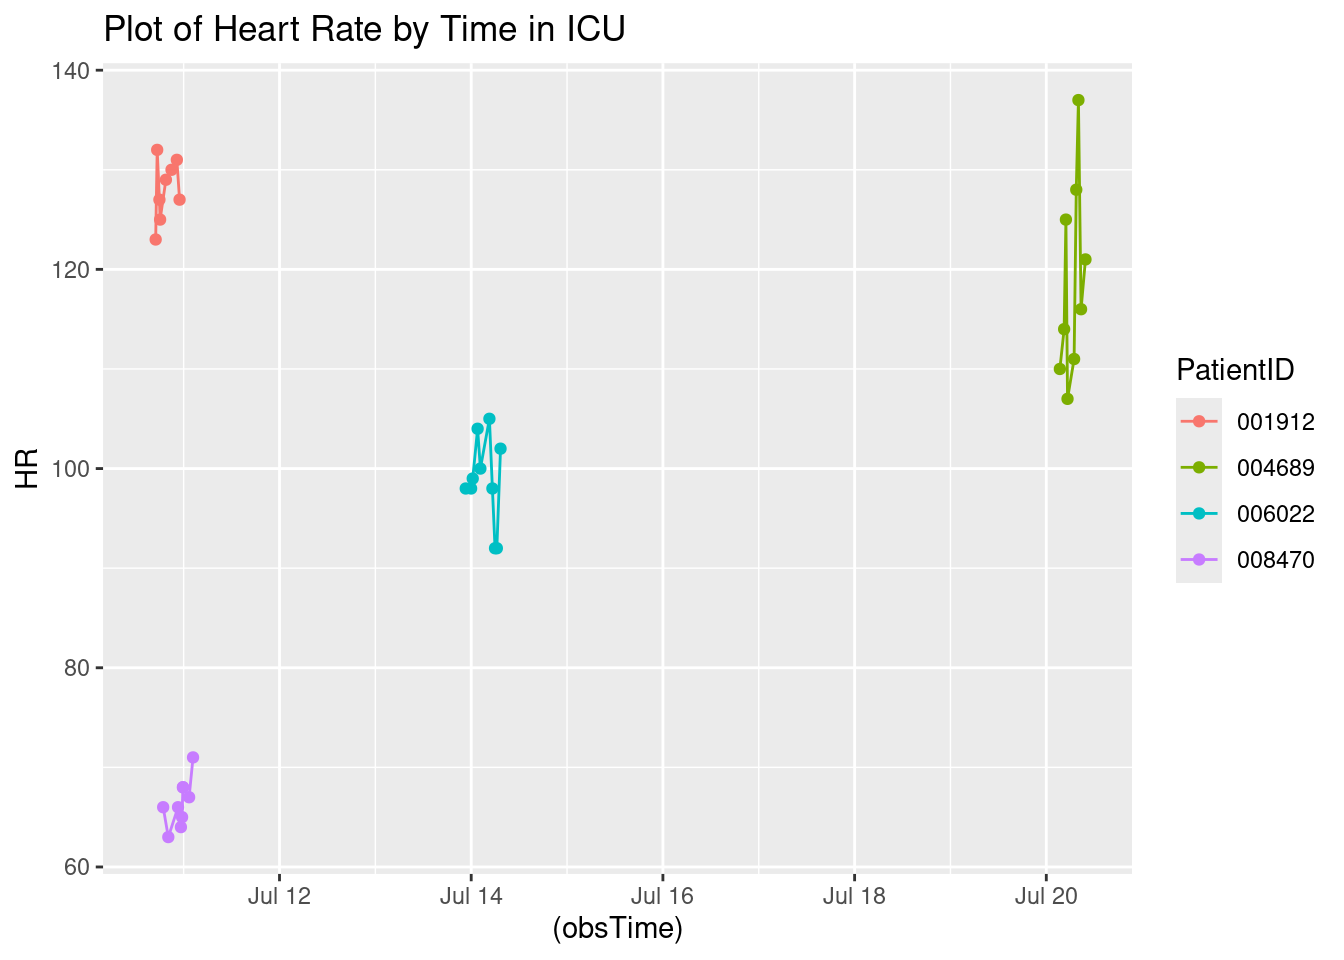 Plot of Heart Rate by Time in ICU
140
120
100
80
60
HR
Jul 12
Jul 14
Jul 16
Jul 18
Jul 20
(obsTime)
PatientID
001912
004689
006022
008470